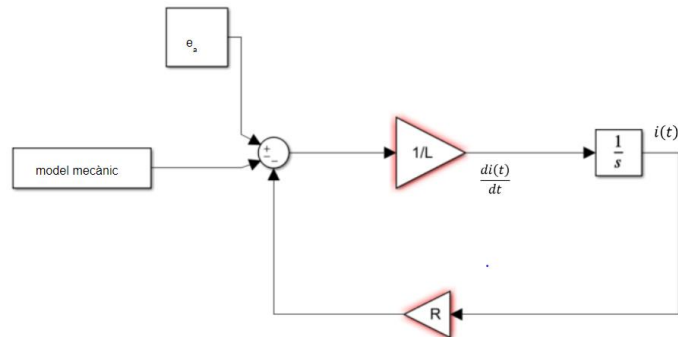 eₐ
+
−
−
1/L
di(t)
dt
1
s
i(t)
model mecànic
R